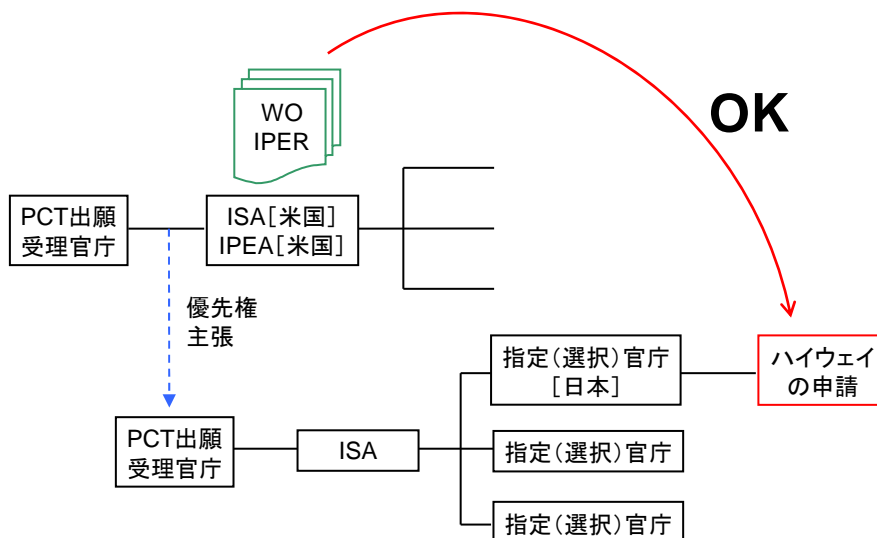 WO
IPER
OK
PCT出願
受理官庁
ISA［米国］
IPEA［米国］
優先権
主張
指定（選択）官庁
［日本］
ハイウェイ
の申請
PCT出願
受理官庁
ISA
指定（選択）官庁
指定（選択）官庁